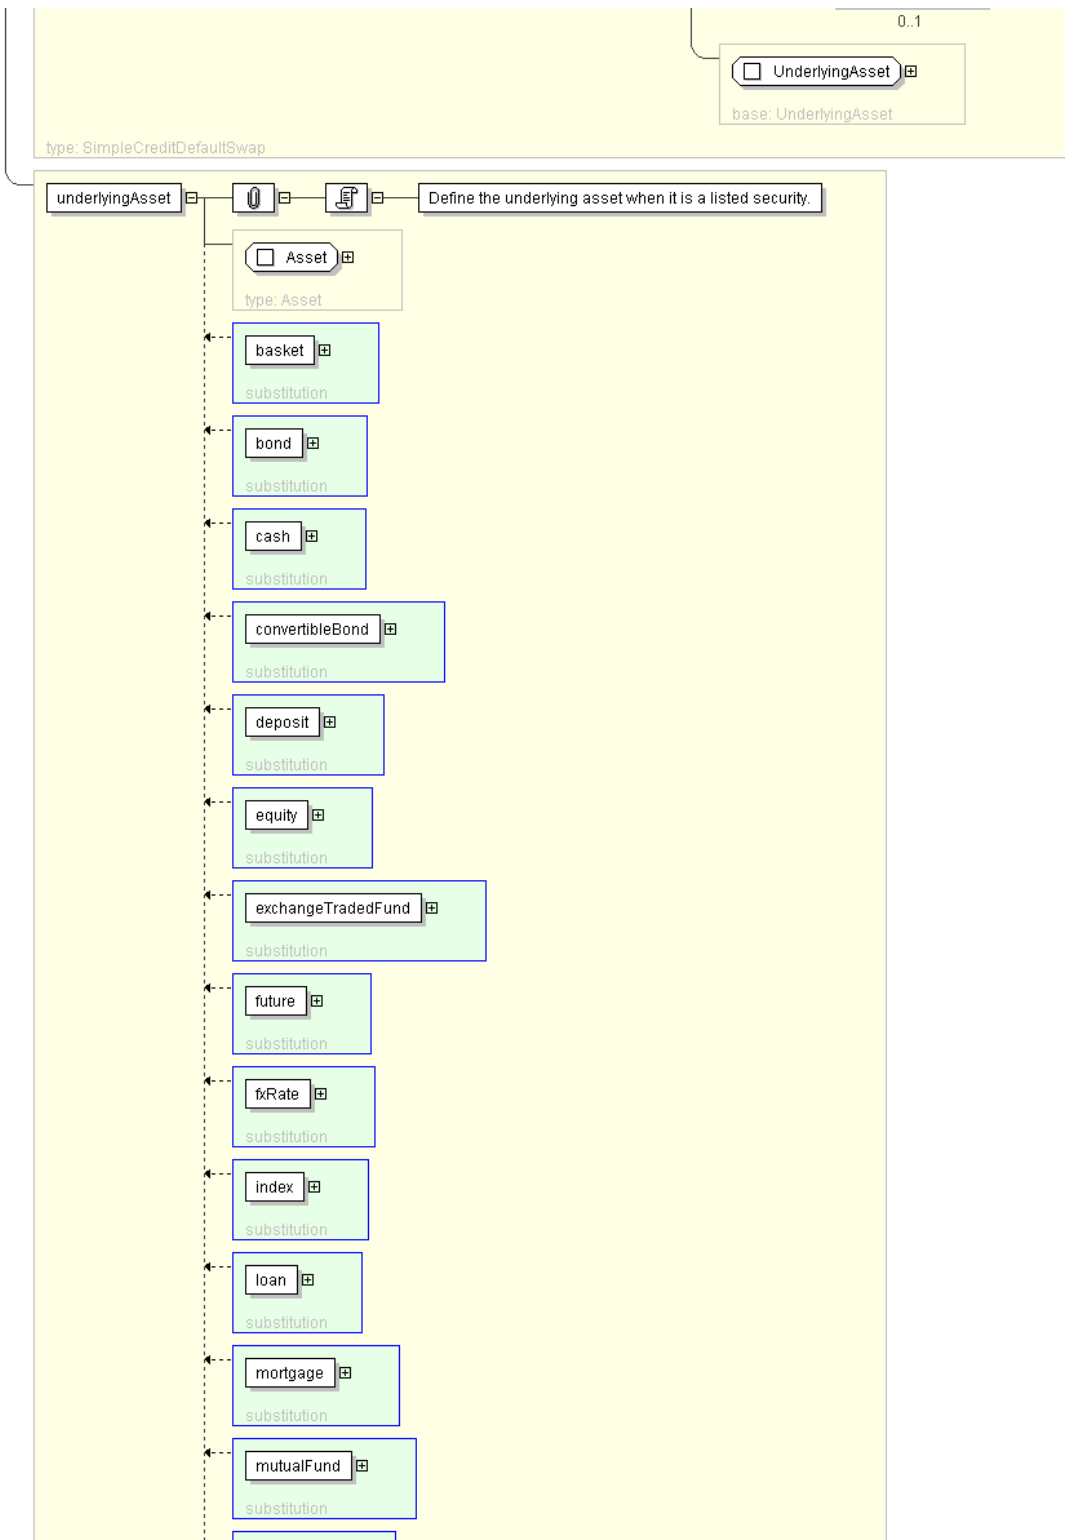 0..1
UnderlyingAsset
base: UnderlyingAsset
type: SimpleCreditDefaultSwap
underlyingAsset
Define the underlying asset when it is a listed security.
Asset
type: Asset
basket
substitution
bond
substitution
cash
substitution
convertibleBond
substitution
deposit
substitution
equity
substitution
exchangeTradedFund
substitution
future
substitution
fxRate
substitution
index
substitution
loan
substitution
mortgage
substitution
mutualFund
substitution